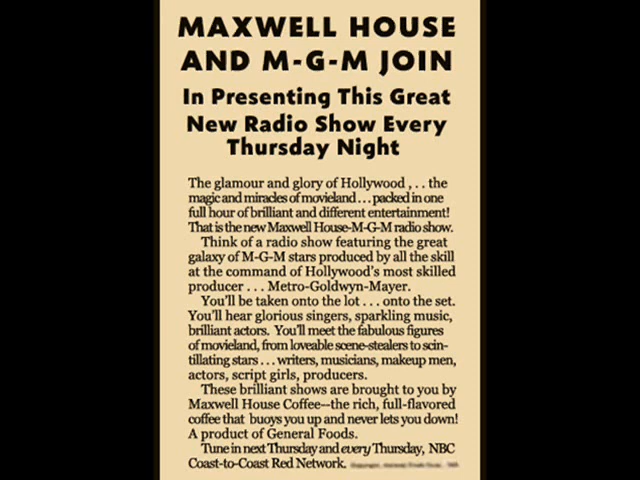 MAXWELL HOUSE
AND M-G-M JOIN
In Presenting This Great
New Radio Show Every
Thursday Night
The glamour and glory of Hollywood , . . the
magic and miracles of movieland . . . packed in one
full hour of brilliant and different entertainment!
That is the new Maxwell House-M-G-M radio show.
Think of a radio show featuring the great
galaxy of M-G-M stars produced by all the skill
at the command of Hollywood's most skilled
producer . . . Metro-Goldwyn-Mayer.
You'll be taken onto the lot . . . onto the set.
You'll hear glorious singers, sparkling music,
brilliant actors. You'll meet the fabulous figures
of movieland, from loveable scene-stealers to scin-
tillating stars . . . writers, musicians, makeup men,
actors, script girls, producers.
These brilliant shows are brought to you by
Maxwell House Coffee--the rich, full-flavored
coffee that buoys you up and never lets you down!
A product of General Foods.
Tune in next Thursday and every Thursday, NBC
Coast-to-Coast Red Network.